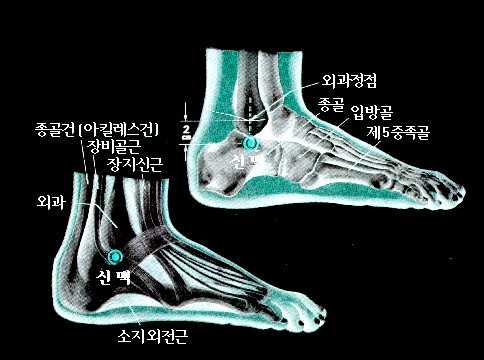 외과정점
종골
입방골
제5중족골
2
cm
신맥
종골건(아킬레스건)
장비골근
장지신근
외과
신맥
소지외전근